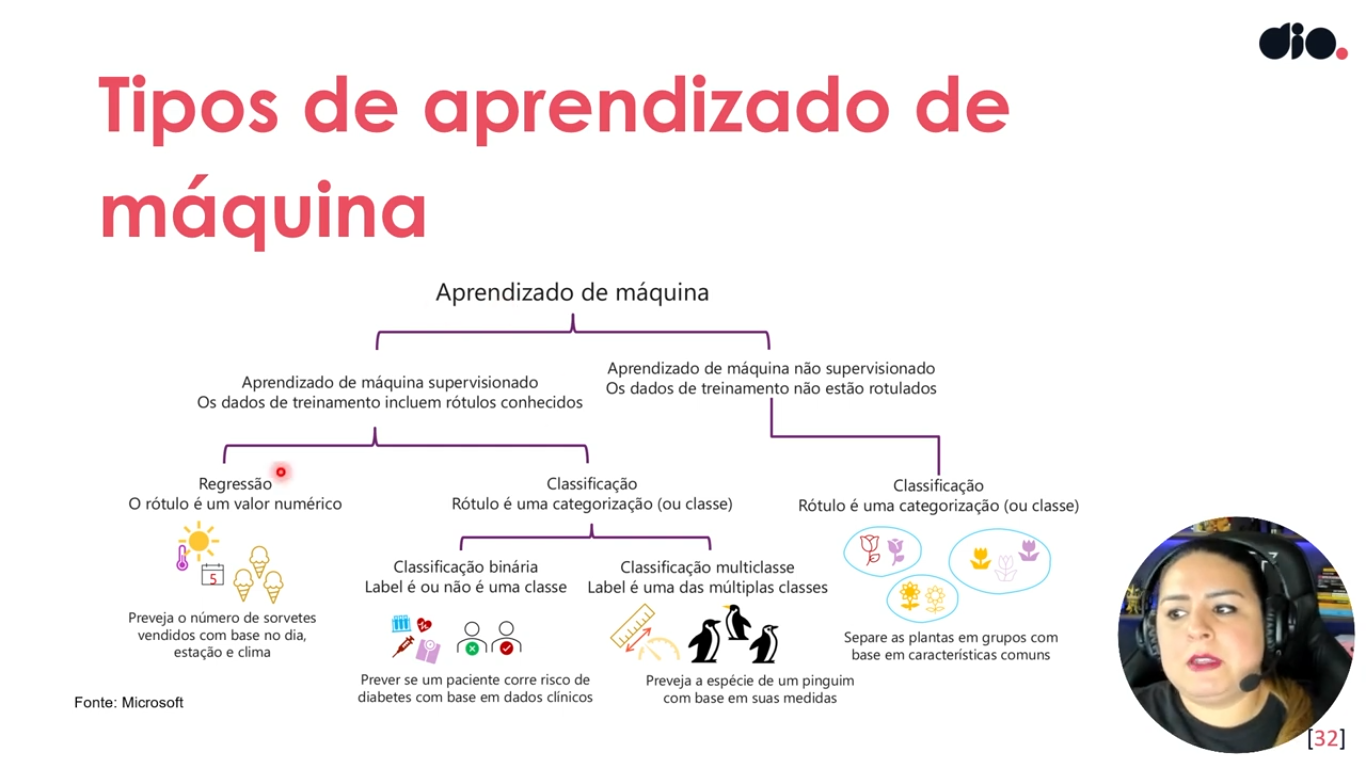 dio.
Tipos de aprendizado de
máquina
Aprendizado de máquina
Aprendizado de máquina supervisionado
Os dados de treinamento incluem rótulos conhecidos
Aprendizado de máquina não supervisionado
Os dados de treinamento não estão rotulados
Regressão
O rótulo é um valor numérico
Classificação
Rótulo é uma categorização (ou classe)
Classificação
Rótulo é uma categorização (ou classe)
Classificação binária
Label é ou não é uma classe
Classificação multiclasse
Label é uma das múltiplas classes
5
Preveja o número de sorvetes
vendidos com base no dia,
estação e clima
Prever se um paciente corre risco de
diabetes com base em dados clínicos
Preveja a espécie de um pinguim
com base em suas medidas
Separe as plantas em grupos com
base em características comuns
Fonte: Microsoft
[32]